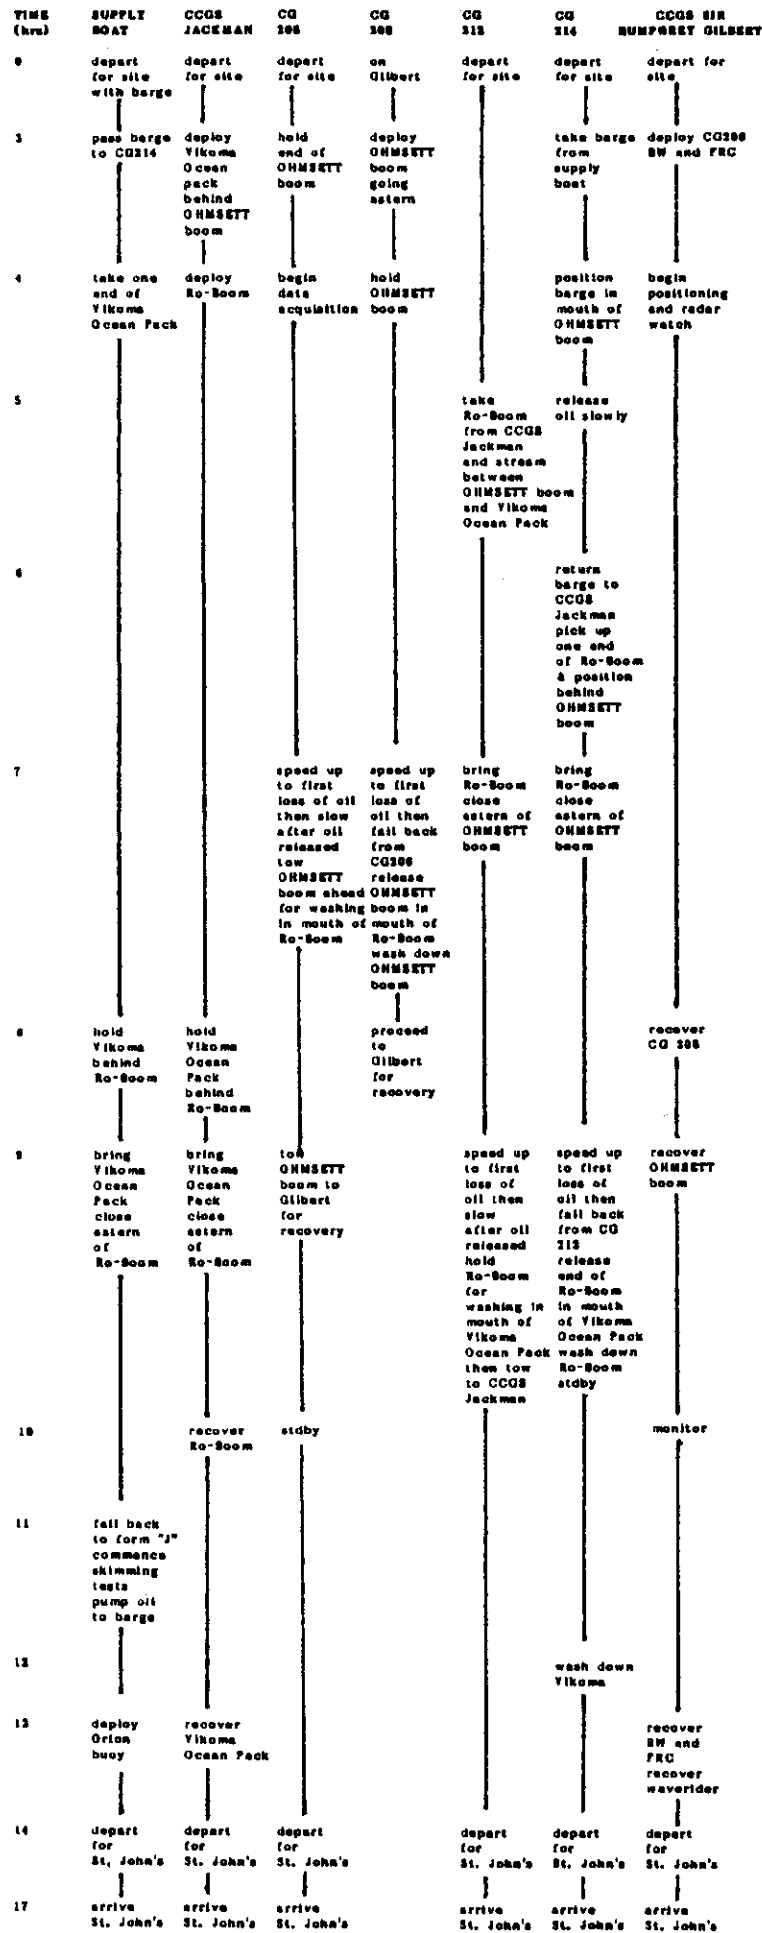 TIME
(hrs)
SUPPLY
BOAT
CCGS
JACKMAN
CG
206
CG
208
CG
212
CG
214
CCGS SIR
HUMPHREY GILBERT
0
depart
for site
with barge
depart
for site
depart
for site
on
Gilbert
depart
for site
depart
for site
depart for
site
3
pass barge
to CG214
deploy
Vikoma
Ocean
pack
behind
OHMSETT
boom
hold
end of
OHMSETT
boom
deploy
OHMSETT
boom
going
astern
take barge
from
supply
boat
deploy CG208
BW and FRC
4
take one
end of
Vikoma
Ocean Pack
deploy
Ro-Boom
begin
data
acquisition
hold
OHMSETT
boom
position
barge in
mouth of
OHMSETT
boom
begin
positioning
and radar
watch
5
take
Ro-Boom
from CCGS
Jackman
and stream
between
OHMSETT boom
and Vikoma
Ocean Pack
release
oil slowly
6
return
barge to
CCGS
Jackman
pick up
one end
of Ro-Boom
& position
behind
OHMSETT
boom
7
speed up
to first
loss of oil
then slow
after oil
released
tow
OHMSETT
boom ahead
for washing
in mouth of
Ro-Boom
speed up
to first
loss of
oil then
fall back
from
CG206
release
OHMSETT
boom in
mouth of
Ro-Boom
wash down
OHMSETT
boom
bring
Ro-Boom
close
astern of
OHMSETT
boom
bring
Ro-Boom
close
astern of
OHMSETT
boom
8
hold
Vikoma
behind
Ro-Boom
hold
Vikoma
Ocean
Pack
behind
Ro-Boom
proceed
to
Gilbert
for
recovery
recover
CG 208
9
bring
Vikoma
Ocean
Pack
close
astern
of
Ro-Boom
bring
Vikoma
Ocean
Pack
close
astern
of
Ro-Boom
tow
OHMSETT
boom to
Gilbert
for
recovery
speed up
to first
loss of
oil then
slow
after oil
released
hold
Ro-Boom
for
washing in
mouth of
Vikoma
Ocean Pack
then tow
to CCGS
Jackman
speed up
to first
loss of
oil then
fall back
from CG
212
release
end of
Ro-Boom
in mouth
of Vikoma
Ocean Pack
wash down
Ro-Boom
stdby
recover
OHMSETT
boom
10
recover
Ro-Boom
stdby
monitor
11
fall back
to form "J"
commence
skimming
tests
pump oil
to barge
12
wash down
Vikoma
13
deploy
Orion
buoy
recover
Vikoma
Ocean Pack
recover
BW and
FRC
recover
waverider
14
depart
for
St. John's
depart
for
St. John's
depart
for
St. John's
depart
for
St. John's
depart
for
St. John's
depart
for
St. John's
17
arrive
St. John's
arrive
St. John's
arrive
St. John's
arrive
St. John's
arrive
St. John's
arrive
St. John's